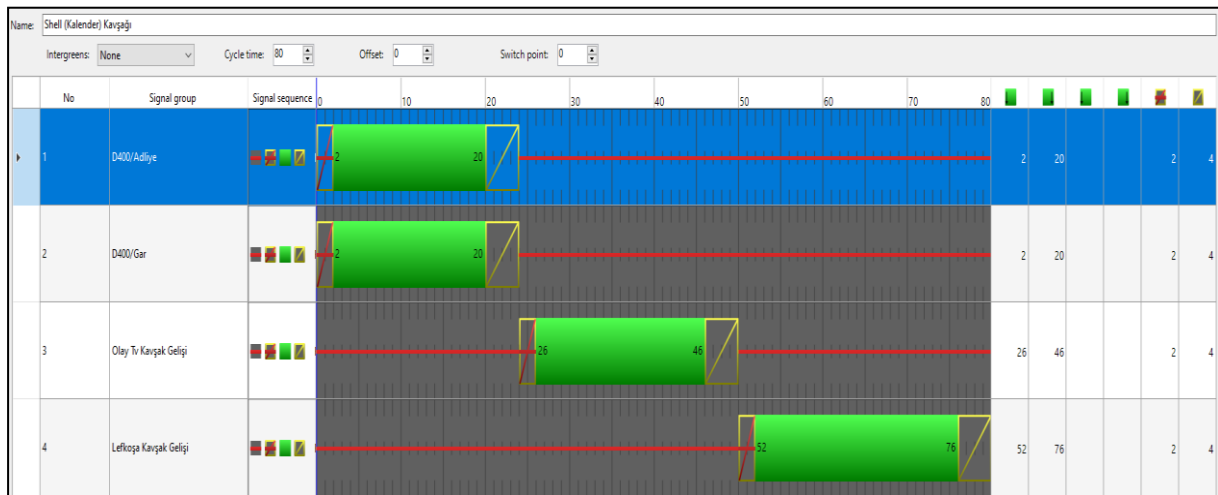 Name: Shell (Kalender) Kavşağı
Intergreens: None Cycle time: 80 Offset: 0 Switch point: 0
No Signal group Signal sequence 0 10 20 30 40 50 60 70 80
1 D400/Adliye 2 20 2 20 2 4
2 D400/Gar 2 20 2 20 2 4
3 Olay Tv Kavşak Gelişi 26 46 26 46 2 4
4 Lefkoşa Kavşak Gelişi 52 76 52 76 2 4